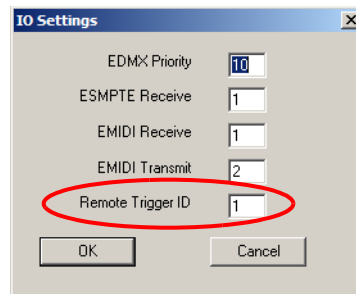 IO Settings
EDMX Priority 10
ESMPTE Receive 1
EMIDI Receive 1
EMIDI Transmit 2
Remote Trigger ID 1
OK Cancel